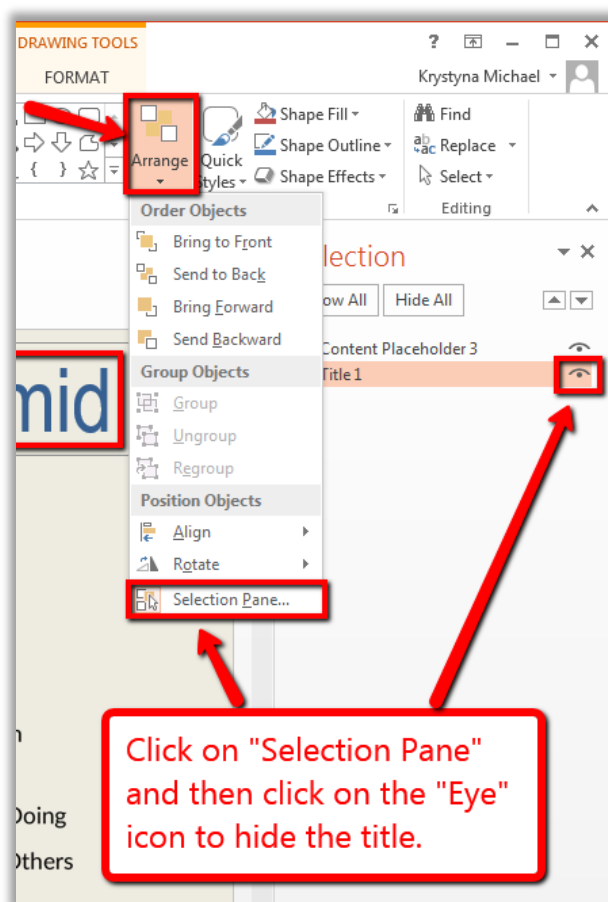 DRAWING TOOLS
?
FORMAT
Krystyna Michael
Shape Fill
Find
Shape Outline
Replace
Arrange
Quick
Styles
Shape Effects
Select
Editing
Order Objects
Bring to Front
lection
Send to Back
ow All Hide All
Bring Forward
Send Backward
Content Placeholder 3
Group Objects
Title 1
mid
Group
Ungroup
Regroup
Position Objects
Align
Rotate
Selection Pane...
Click on "Selection Pane"
and then click on the "Eye"
icon to hide the title.
n
Doing
Others